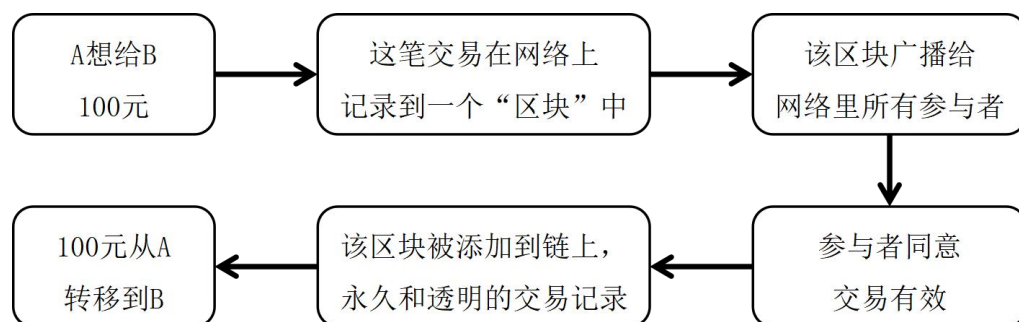 A想给B
100元
这笔交易在网络上
记录到一个“区块”中
该区块广播给
网络里所有参与者
参与者同意
交易有效
该区块被添加到链上,
永久和透明的交易记录
100元从A
转移到B